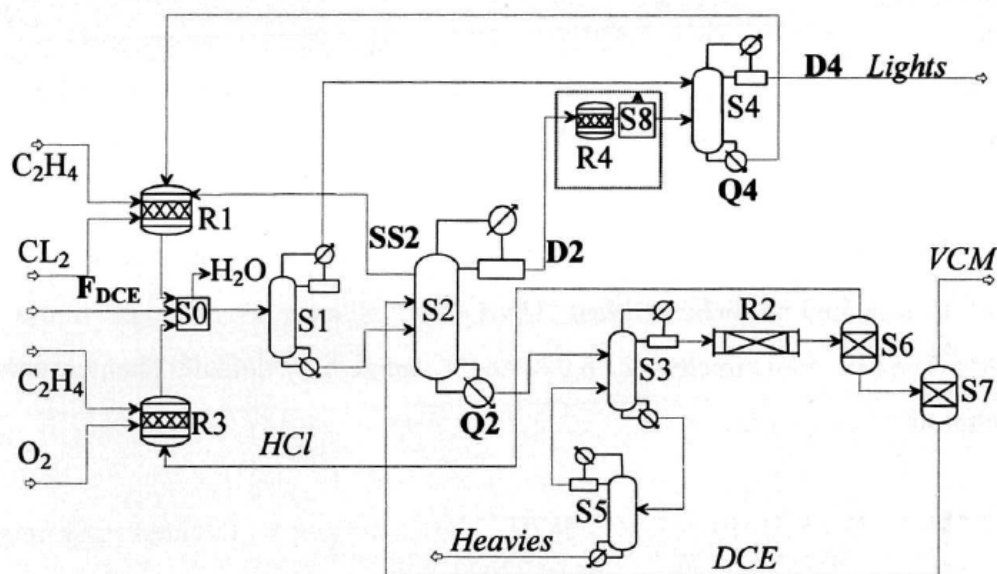 D4 Lights
S4
S8
R4
Q4
C₂H₄
R1
SS2
D2
VCM
CL₂
F_DCE
H₂O
S0
S1
S2
S3
R2
S6
S7
C₂H₄
Q2
R3
HCl
O₂
S5
Heavies
DCE